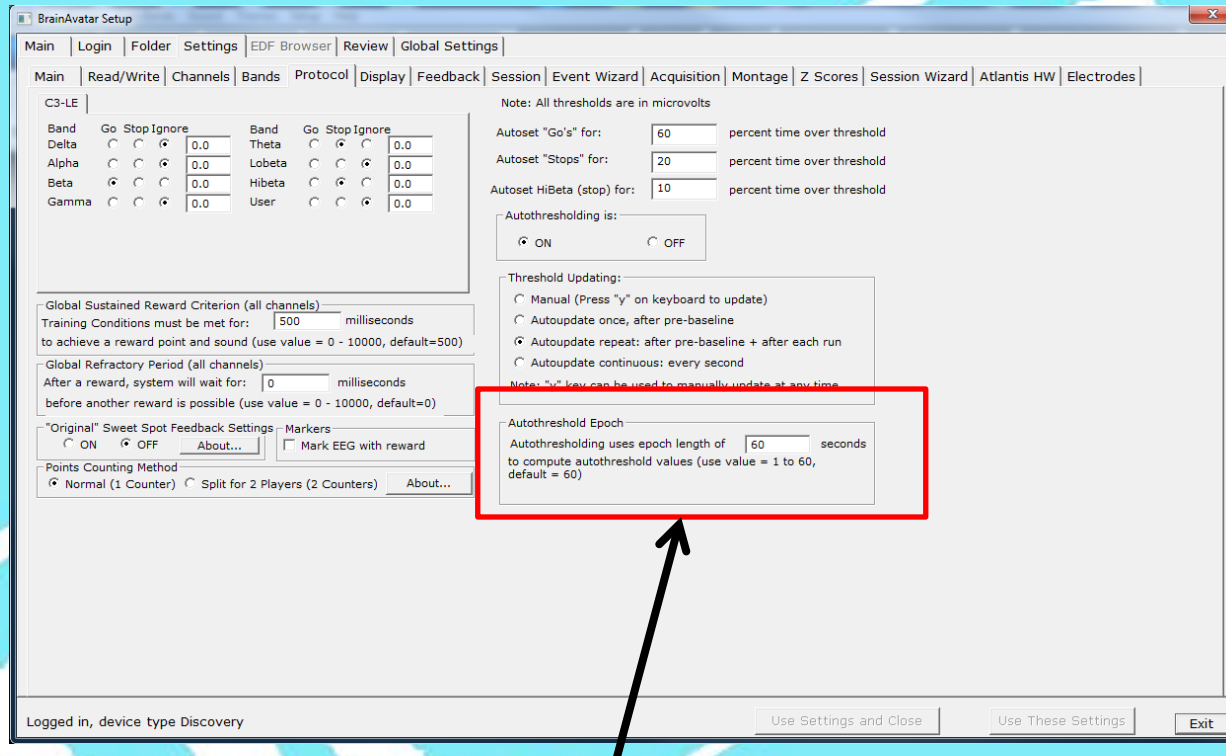 BrainAvatar Setup
Main Login Folder Settings EDF Browser Review Global Settings
Main Read/Write Channels Bands Protocol Display Feedback Session Event Wizard Acquisition Montage Z Scores Session Wizard Atlantis HW Electrodes
C3-LE
Band Go Stop Ignore Band Go Stop Ignore
Delta 0.0 Theta 0.0
Alpha 0.0 Lobeta 0.0
Beta 0.0 Hibeta 0.0
Gamma 0.0 User 0.0
Global Sustained Reward Criterion (all channels)
Training Conditions must be met for: 500 milliseconds
to achieve a reward point and sound (use value = 0 - 10000, default=500)
Global Refractory Period (all channels)
After a reward, system will wait for: 0 milliseconds
before another reward is possible (use value = 0 - 10000, default=0)
"Original" Sweet Spot Feedback Settings Markers
ON OFF About... Mark EEG with reward
Points Counting Method
Normal (1 Counter) Split for 2 Players (2 Counters) About...
Note: All thresholds are in microvolts
Autoset "Go's" for: 60 percent time over threshold
Autoset "Stops" for: 20 percent time over threshold
Autoset HiBeta (stop) for: 10 percent time over threshold
Autothresholding is:
ON OFF
Threshold Updating:
Manual (Press "y" on keyboard to update)
Autoupdate once, after pre-baseline
Autoupdate repeat: after pre-baseline + after each run
Autoupdate continuous: every second
Note: "y" key can be used to manually update at any time
Autothreshold Epoch
Autothresholding uses epoch length of 60 seconds
to compute autothreshold values (use value = 1 to 60,
default = 60)
Logged in, device type Discovery Use Settings and Close Use These Settings Exit